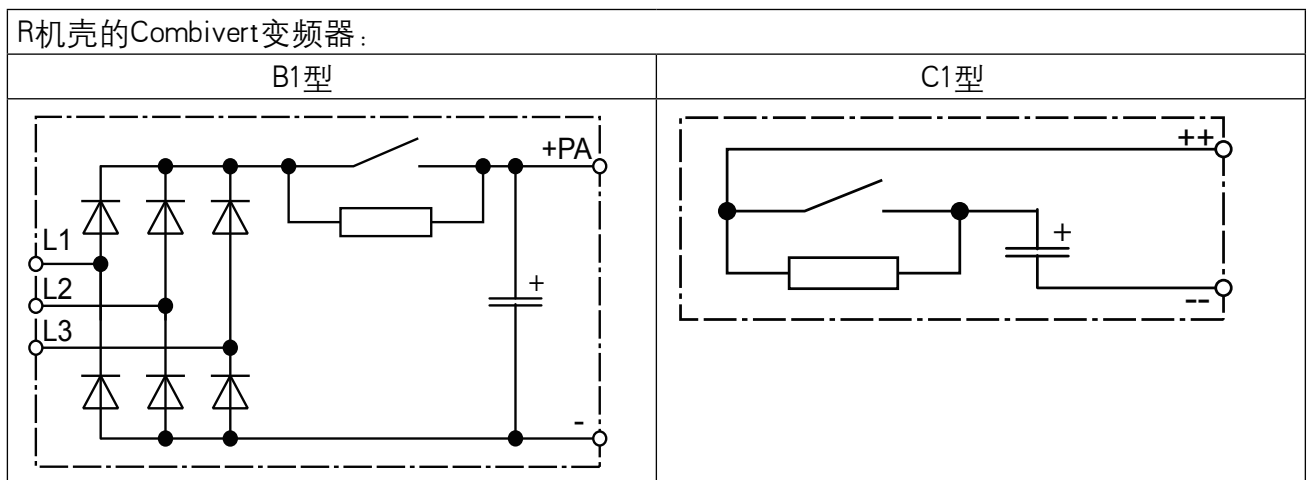 R机壳的Combivert变频器：
B1型
C1型
+PA
L1
L2
L3
+
-
++
+
--